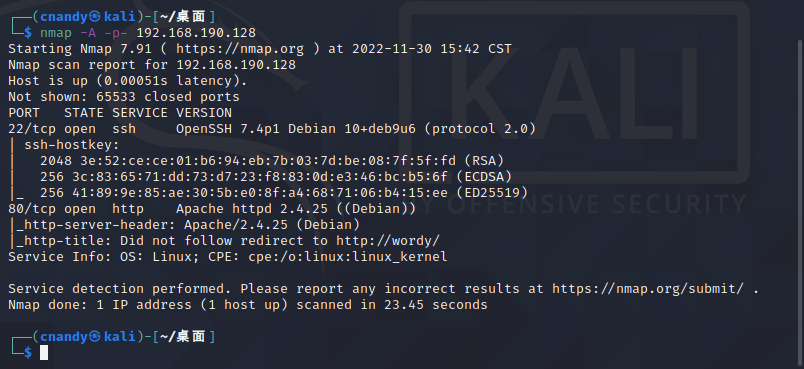 ┌──(cnandy㉿kali)-[~/桌面]
└─$ nmap -A -p- 192.168.190.128
Starting Nmap 7.91 ( https://nmap.org ) at 2022-11-30 15:42 CST
Nmap scan report for 192.168.190.128
Host is up (0.00051s latency).
Not shown: 65533 closed ports
PORT   STATE SERVICE VERSION
22/tcp open  ssh     OpenSSH 7.4p1 Debian 10+deb9u6 (protocol 2.0)
| ssh-hostkey:
|   2048 3e:52:ce:ce:01:b6:94:eb:7b:03:7d:be:08:7f:5f:fd (RSA)
|   256 3c:83:65:71:dd:73:d7:23:f8:83:0d:e3:46:bc:b5:6f (ECDSA)
|_  256 41:89:9e:85:ae:30:5b:e0:8f:a4:68:71:06:b4:15:ee (ED25519)
80/tcp open  http    Apache httpd 2.4.25 ((Debian))
|_http-server-header: Apache/2.4.25 (Debian)
|_http-title: Did not follow redirect to http://wordy/
Service Info: OS: Linux; CPE: cpe:/o:linux:linux_kernel
Service detection performed. Please report any incorrect results at https://nmap.org/submit/ .
Nmap done: 1 IP address (1 host up) scanned in 23.45 seconds
┌──(cnandy㉿kali)-[~/桌面]
└─$
KALI
BY OFFENSIVE SECURITY